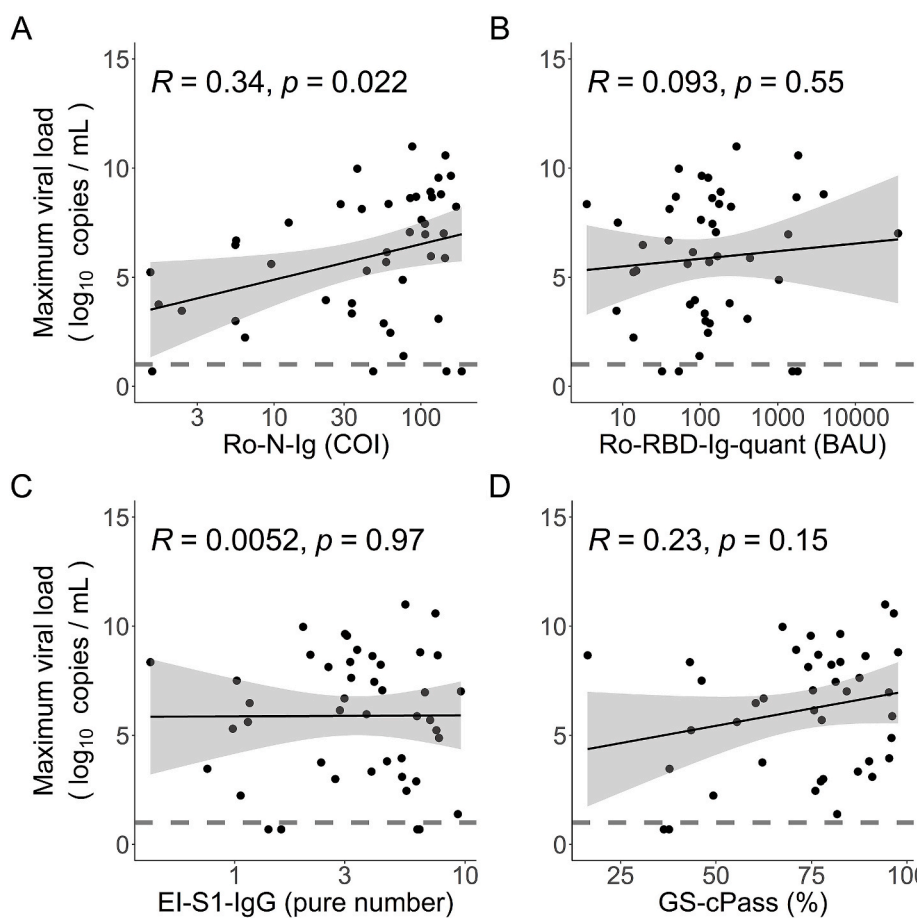 A
R = 0.34, p = 0.022
Maximum viral load
( log10 copies / mL )
15
10
5
0
3 10 30 100
Ro-N-Ig (COI)
B
R = 0.093, p = 0.55
15
10
5
0
10 100 1000 10000
Ro-RBD-Ig-quant (BAU)
C
R = 0.0052, p = 0.97
Maximum viral load
( log10 copies / mL )
15
10
5
0
1 3 10
EI-S1-IgG (pure number)
D
R = 0.23, p = 0.15
15
10
5
0
25 50 75 100
GS-cPass (%)